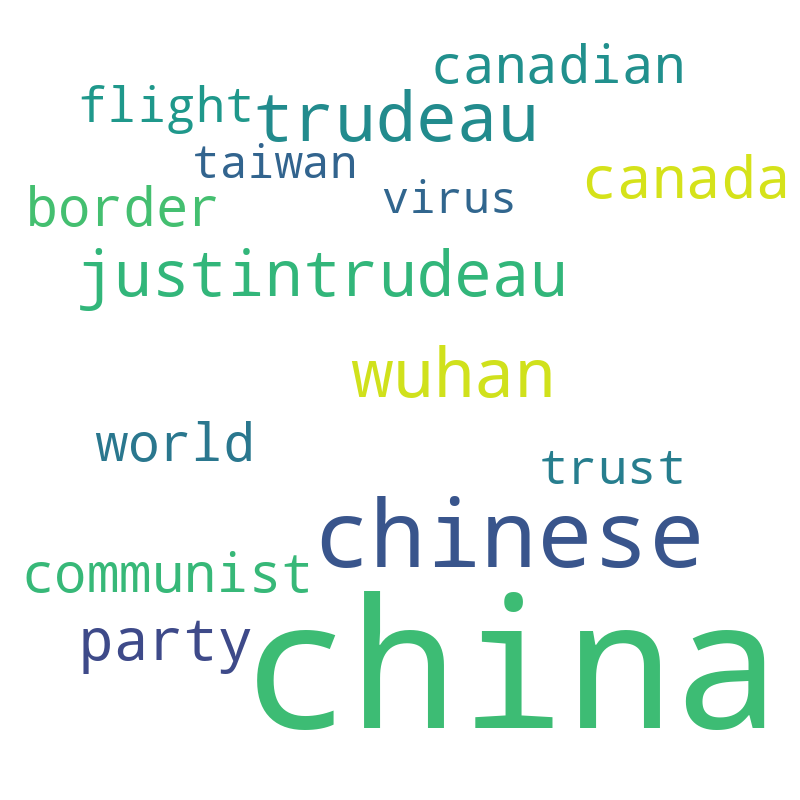 canadian
flight
trudeau
taiwan
canada
virus
border
justintrudeau
wuhan
world
trust
chinese
communist
party
china